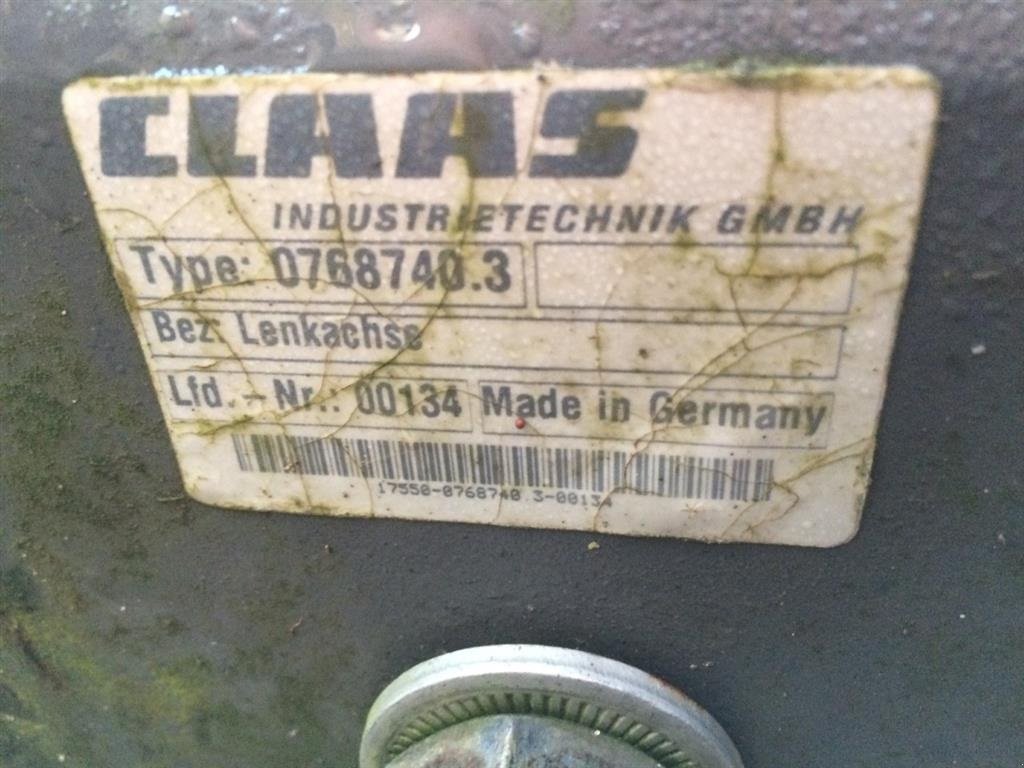 CLAAS
INDUSTRIETECHNIK GMBH
Type: 0768740.3
Bez: Lenkachse
Lfd.-Nr.: 00134 Made in Germany
17550-0768740.3-00134